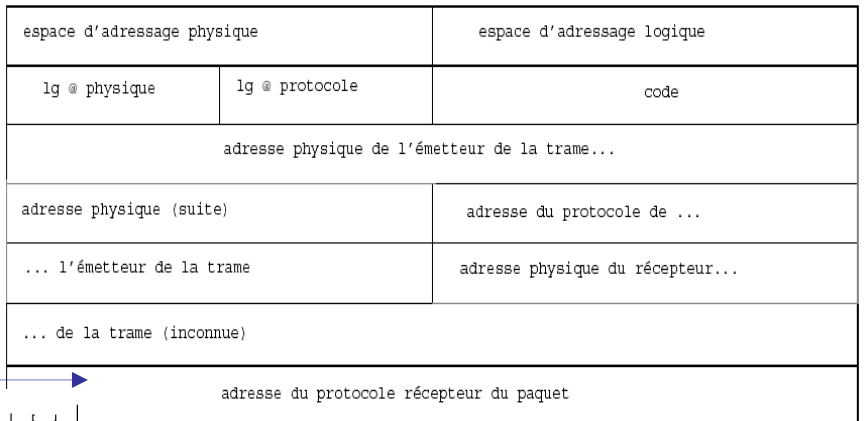 espace d'adressage physique
espace d'adressage logique
lg @ physique
lg @ protocole
code
adresse physique de l'émetteur de la trame...
adresse physique (suite)
adresse du protocole de ...
... l'émetteur de la trame
adresse physique du récepteur...
... de la trame (inconnue)
adresse du protocole récepteur du paquet